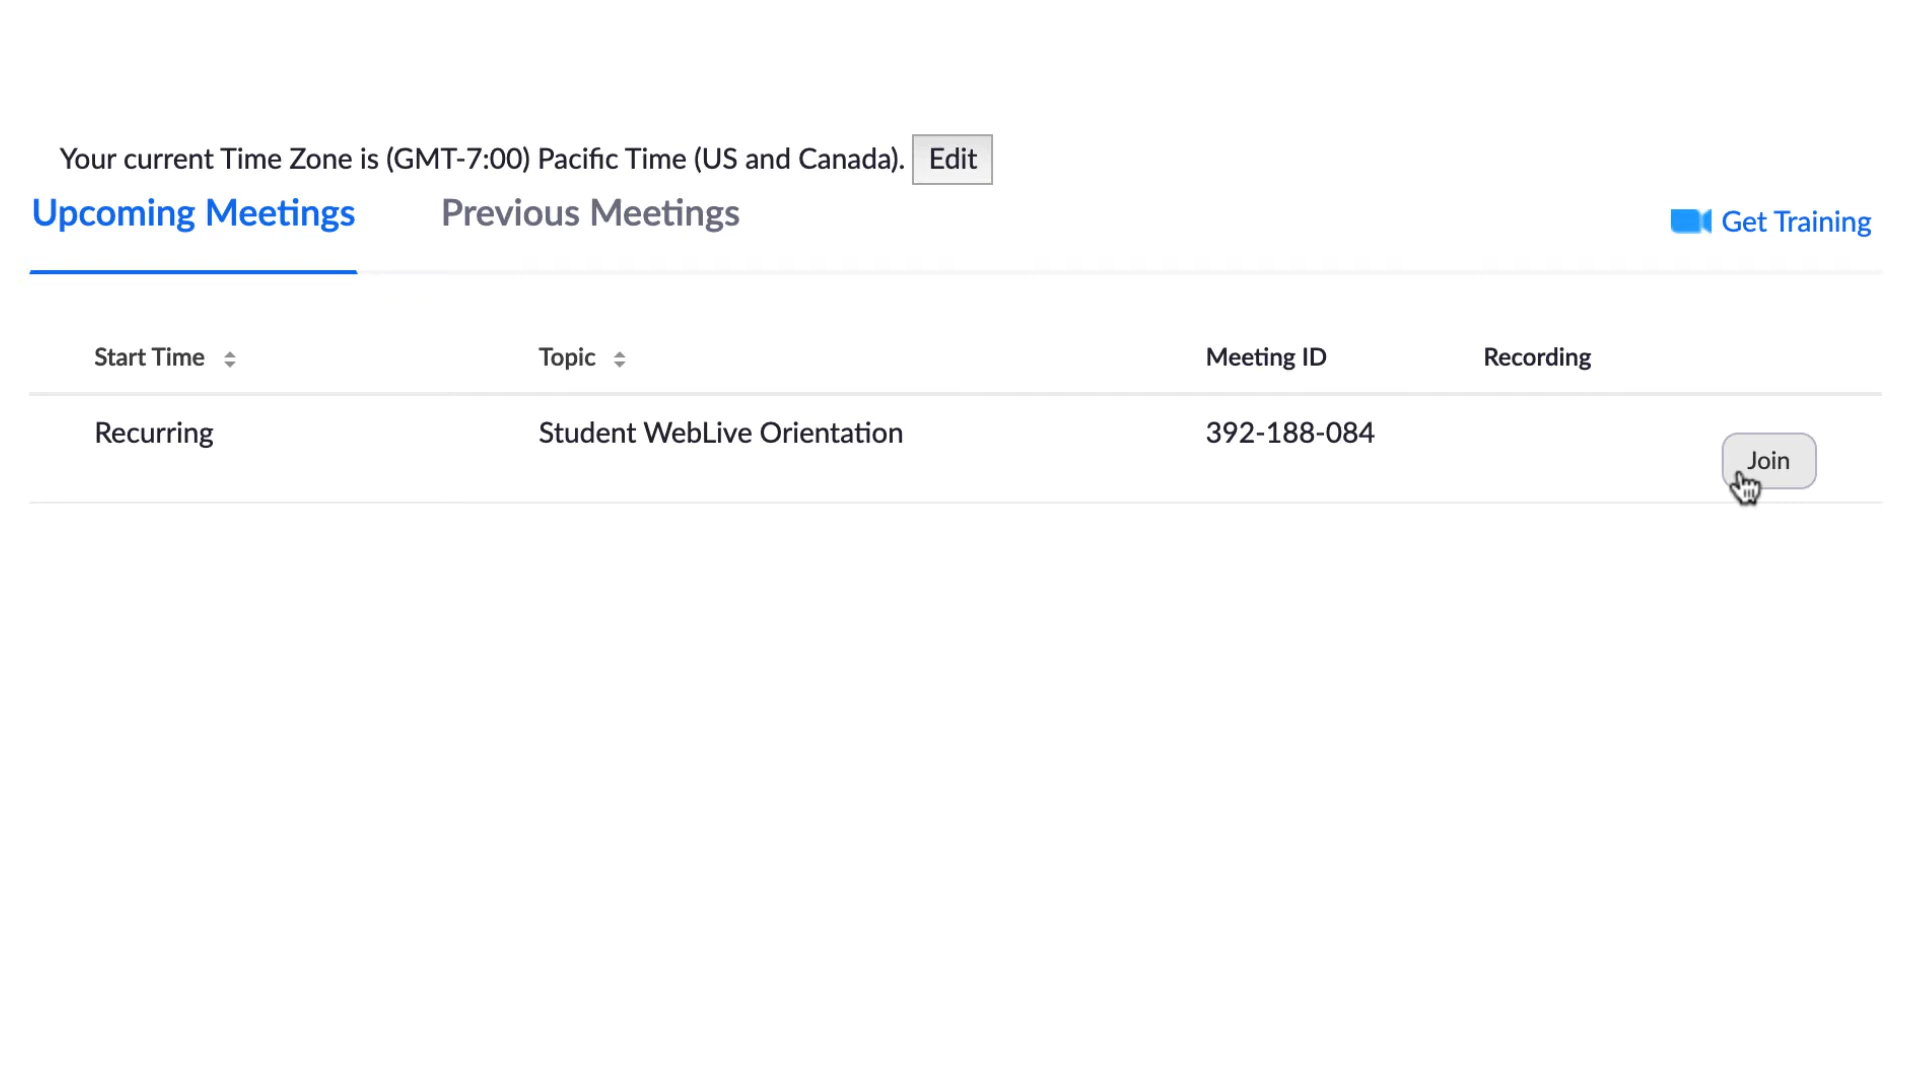 Your current Time Zone is (GMT-7:00) Pacific Time (US and Canada). Edit
Upcoming Meetings Previous Meetings Get Training
Start Time Topic Meeting ID Recording
Recurring Student WebLive Orientation 392-188-084
Join